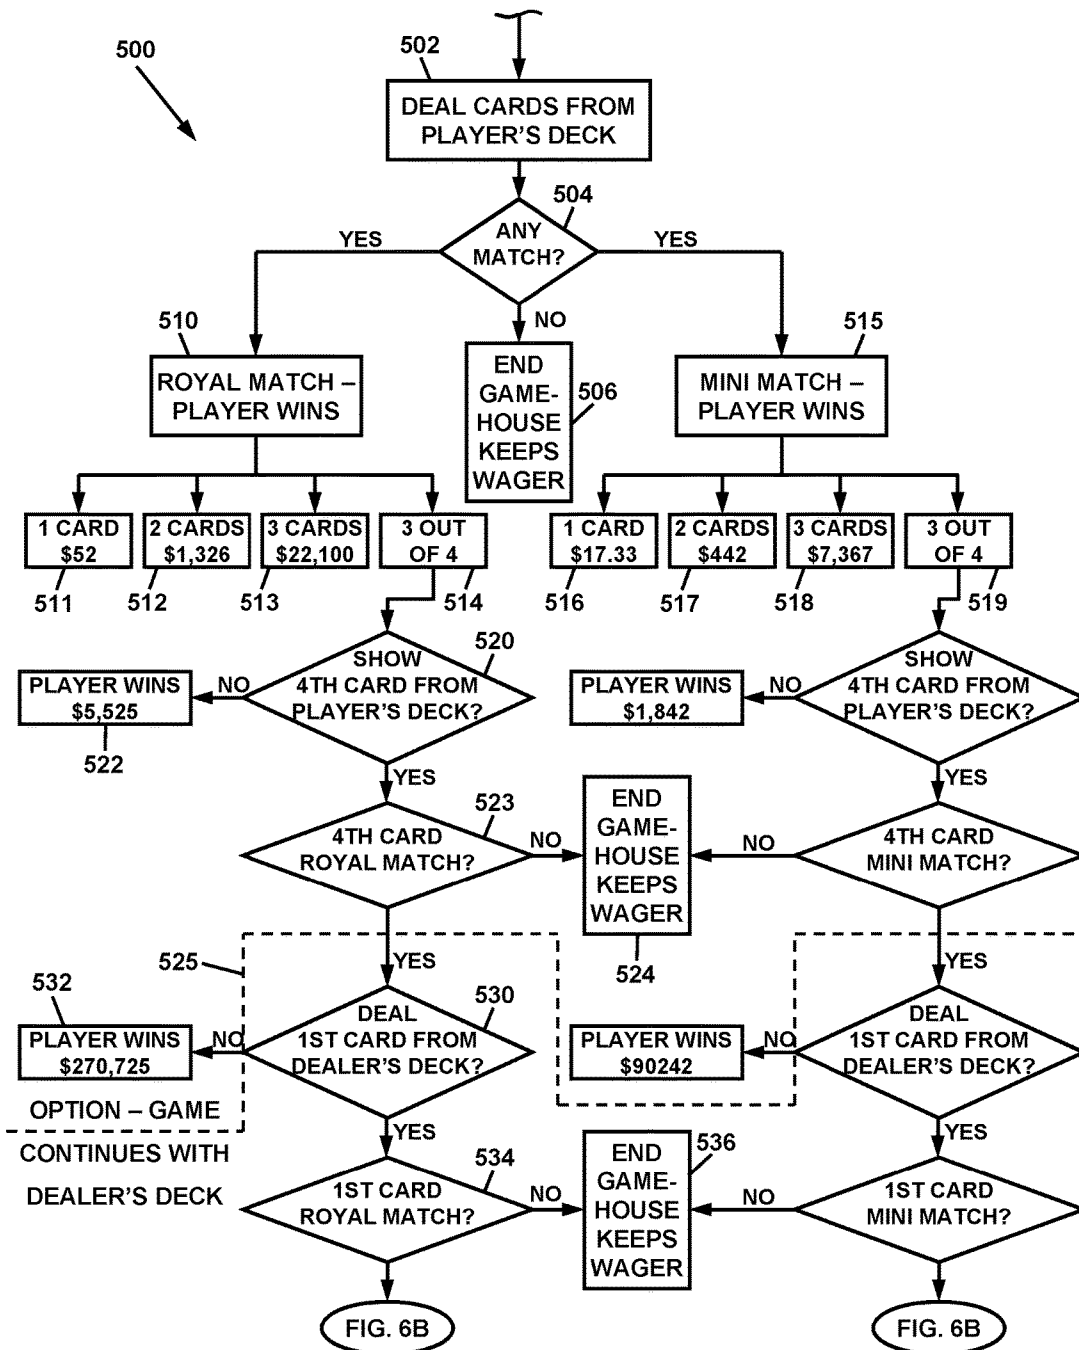 500
502
DEAL CARDS FROM
PLAYER'S DECK
504
ANY
MATCH?
YES
YES
NO
510
ROYAL MATCH –
PLAYER WINS
END
GAME-
HOUSE
KEEPS
WAGER
506
515
MINI MATCH –
PLAYER WINS
1 CARD
$52
2 CARDS
$1,326
3 CARDS
$22,100
3 OUT
OF 4
1 CARD
$17.33
2 CARDS
$442
3 CARDS
$7,367
3 OUT
OF 4
511
512
513
514
516
517
518
519
SHOW
4TH CARD FROM
PLAYER'S DECK?
520
NO
PLAYER WINS
$5,525
522
SHOW
4TH CARD FROM
PLAYER'S DECK?
NO
PLAYER WINS
$1,842
YES
YES
4TH CARD
ROYAL MATCH?
523
NO
END
GAME-
HOUSE
KEEPS
WAGER
524
NO
4TH CARD
MINI MATCH?
525
YES
YES
532
PLAYER WINS
$270,725
NO
DEAL
1ST CARD FROM
DEALER'S DECK?
530
PLAYER WINS
$90242
NO
DEAL
1ST CARD FROM
DEALER'S DECK?
OPTION – GAME
CONTINUES WITH
DEALER'S DECK
YES
YES
1ST CARD
ROYAL MATCH?
534
NO
END
GAME-
HOUSE
KEEPS
WAGER
536
NO
1ST CARD
MINI MATCH?
FIG. 6B
FIG. 6B